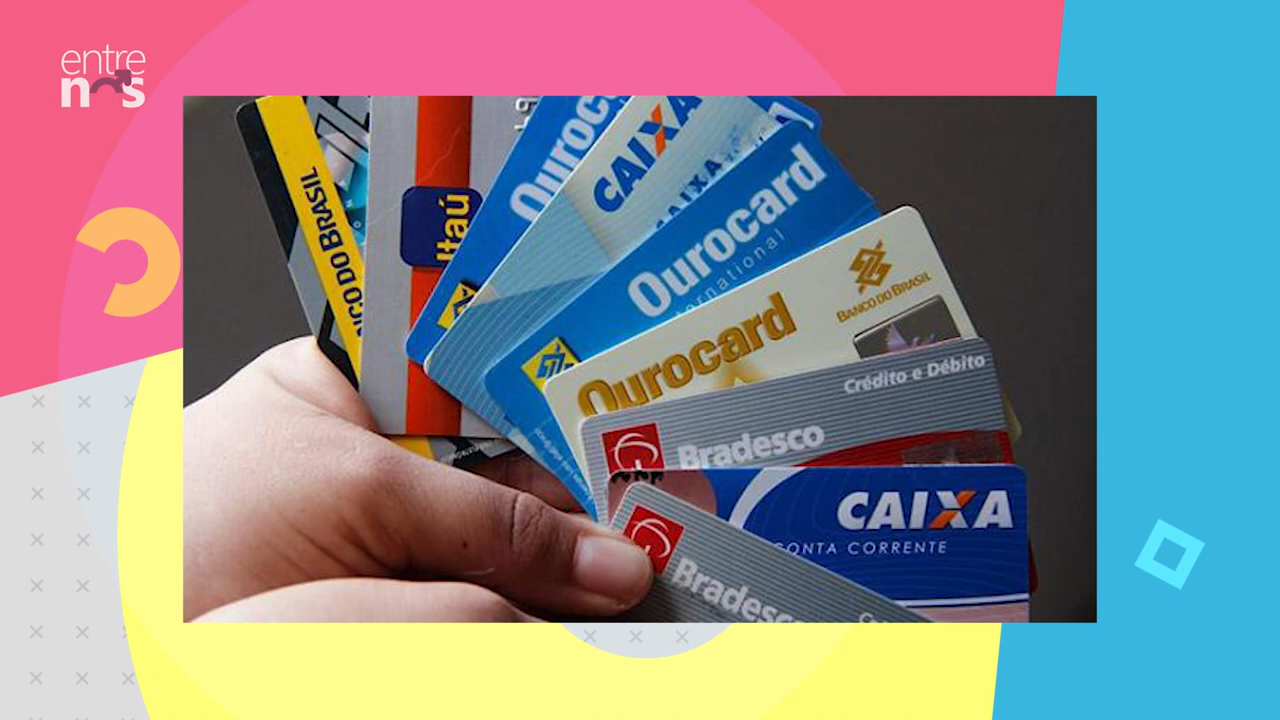 entre
nós
BANCO DO BRASIL
Itaú
Ourocard
CAIXA
CAIXA
Ourocard
International
BANCO DO BRASIL
Ourocard
Crédito e Débito
Bradesco
CAIXA
CONTA CORRENTE
Bradesco